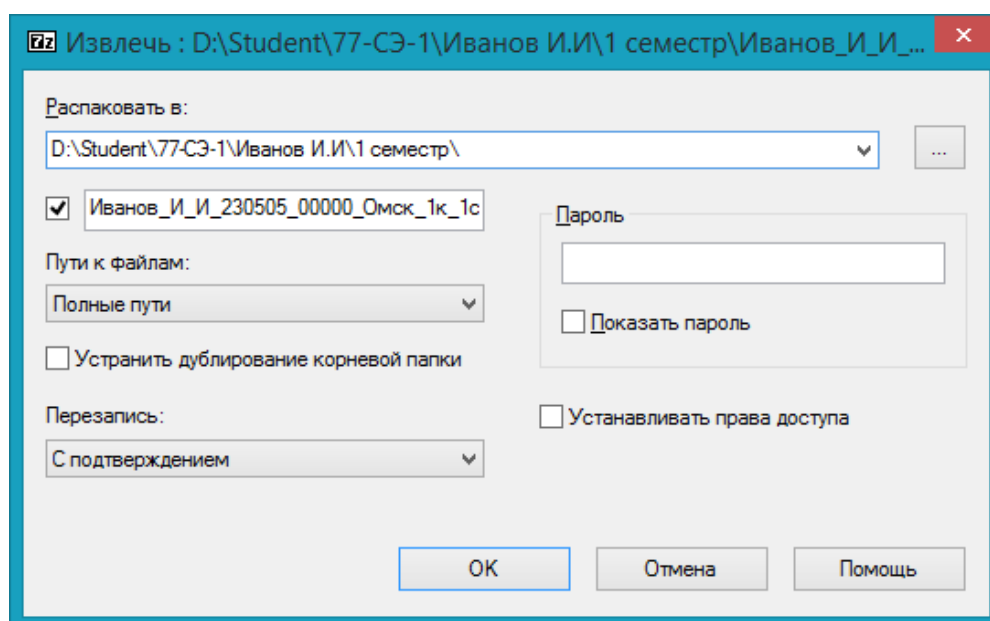 7z Извлечь : D:\Student\77-СЭ-1\Иванов И.И\1 семестр\Иванов_И_И_...
Распаковать в:
D:\Student\77-СЭ-1\Иванов И.И\1 семестр\
...
Иванов_И_И_230505_00000_Омск_1к_1с
Пароль
Пути к файлам:
Полные пути
Показать пароль
Устранить дублирование корневой папки
Перезапись:
Устанавливать права доступа
С подтверждением
OK
Отмена
Помощь